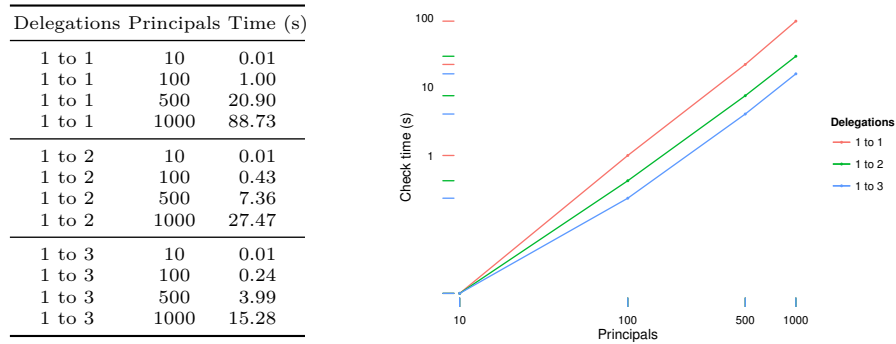 Delegations Principals Time (s)
1 to 1 10 0.01
1 to 1 100 1.00
1 to 1 500 20.90
1 to 1 1000 88.73
1 to 2 10 0.01
1 to 2 100 0.43
1 to 2 500 7.36
1 to 2 1000 27.47
1 to 3 10 0.01
1 to 3 100 0.24
1 to 3 500 3.99
1 to 3 1000 15.28
100
10
1
Check time (s)
10 100 500 1000
Principals
Delegations
1 to 1
1 to 2
1 to 3